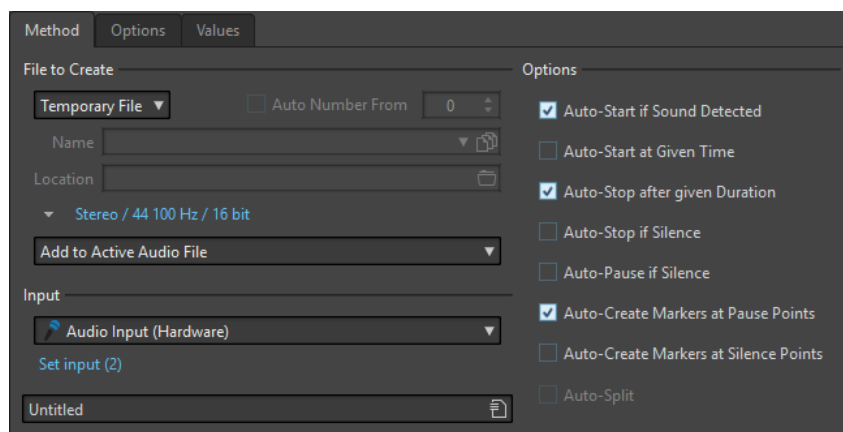 Method Options Values
File to Create
Temporary File Auto Number From 0
Name
Location
Stereo / 44 100 Hz / 16 bit
Add to Active Audio File
Input
Audio Input (Hardware)
Set input (2)
Untitled
Options
Auto-Start if Sound Detected
Auto-Start at Given Time
Auto-Stop after given Duration
Auto-Stop if Silence
Auto-Pause if Silence
Auto-Create Markers at Pause Points
Auto-Create Markers at Silence Points
Auto-Split